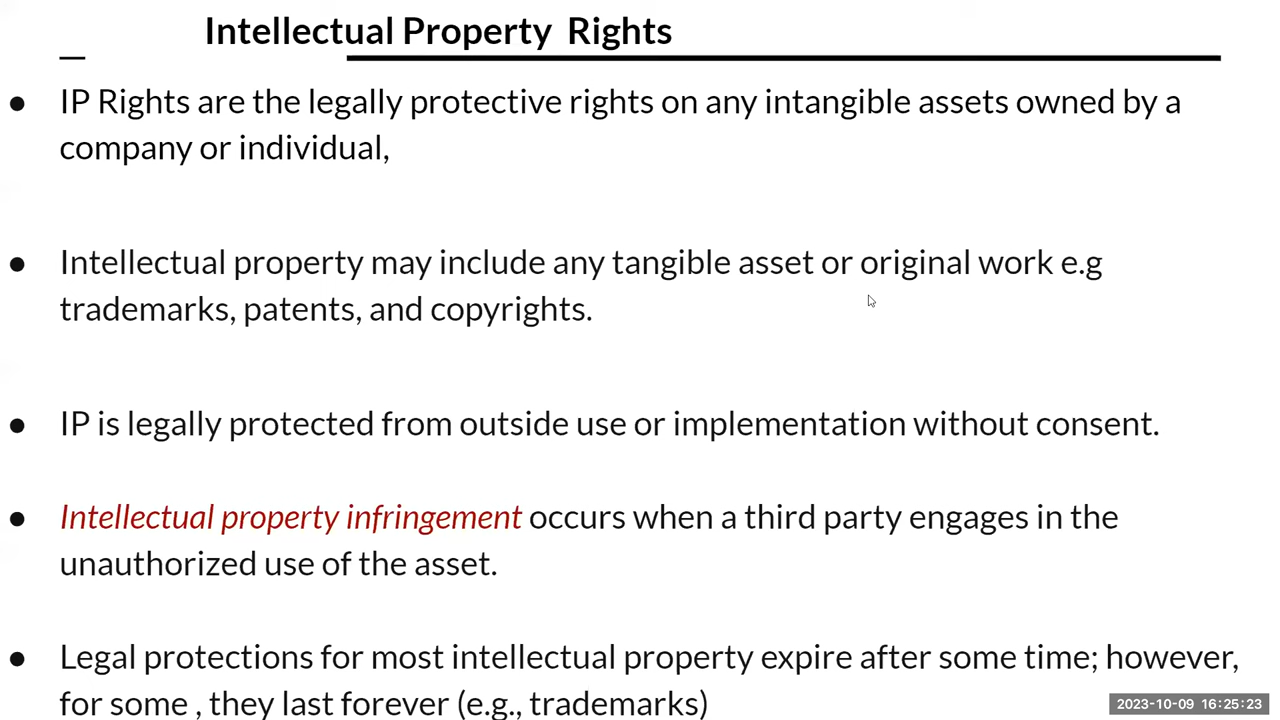 Intellectual Property Rights
● IP Rights are the legally protective rights on any intangible assets owned by a
company or individual,
● Intellectual property may include any tangible asset or original work e.g
trademarks, patents, and copyrights.
● IP is legally protected from outside use or implementation without consent.
● Intellectual property infringement occurs when a third party engages in the
unauthorized use of the asset.
● Legal protections for most intellectual property expire after some time; however,
for some , they last forever (e.g., trademarks)
2023-10-09 16:25:23